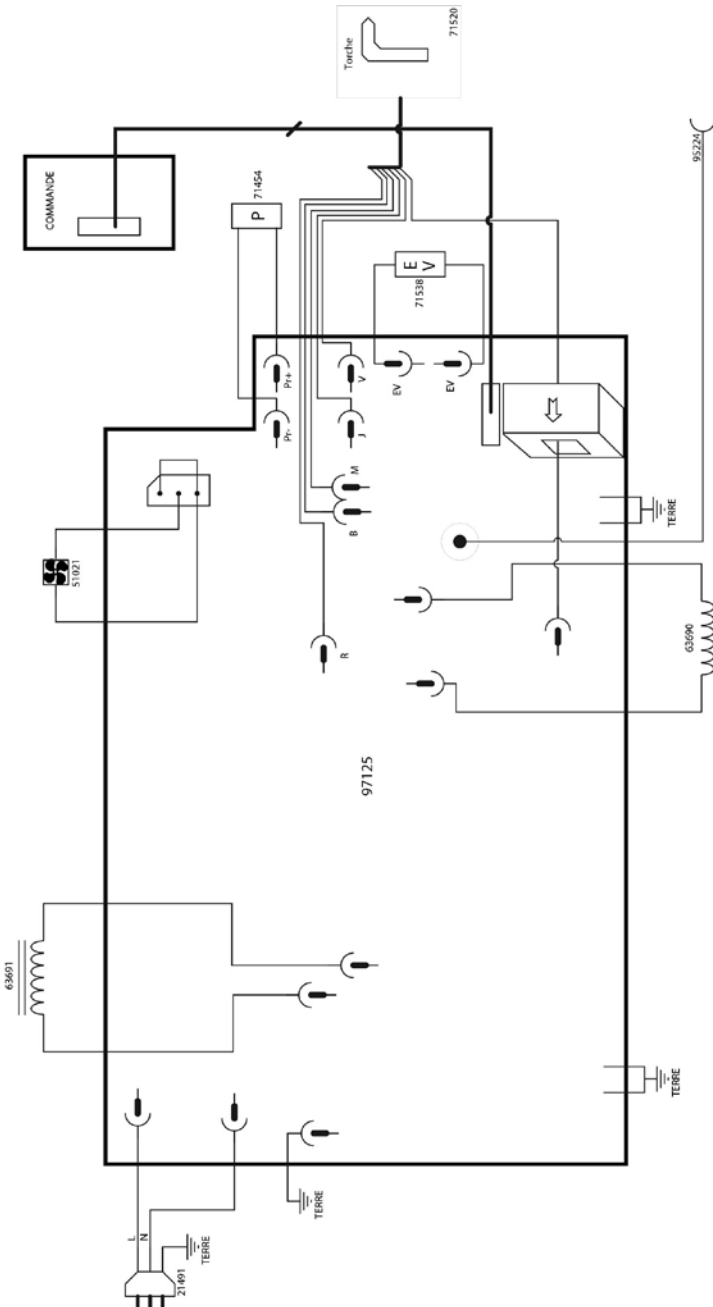 COMMANDE
Torche
71520
71454
P
95224
E V
71538
Pr+
Pr-
EV
EV
V
J
M
B
R
51021
TERRE
63690
97125
63691
L
N
TERRE
TERRE
TERRE
21491